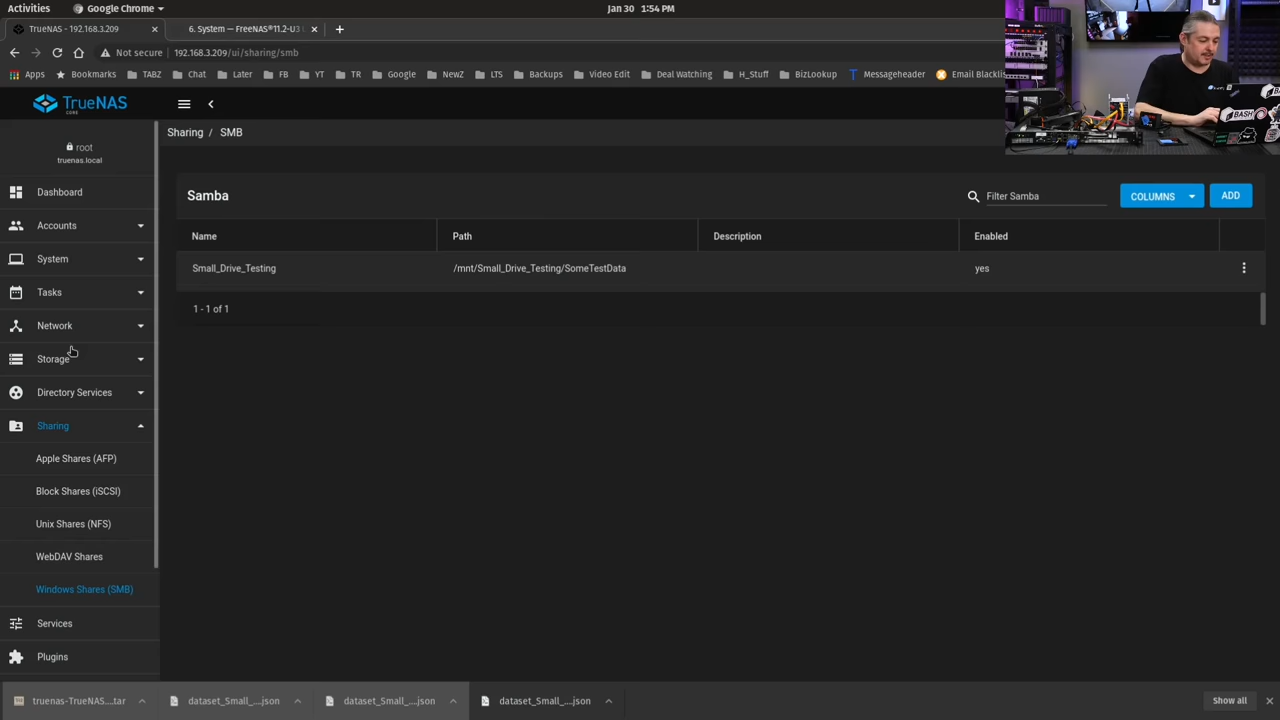 Activities
Google Chrome
Jan 30 1:54 PM
TrueNAS - 192.168.3.209
6. System — FreeNAS®11.2-U3
Not secure
192.168.3.209/ui/sharing/smb
Apps
Bookmarks
TABZ
Chat
Later
FB
YT
TR
Google
NewZ
LTS
Backups
Video Edit
Deal Watching
H_Stuff
BizLookup
Messageheader
Email Blacklis
TrueNAS
CORE
Sharing / SMB
root
truenas.local
Dashboard
Accounts
System
Tasks
Network
Storage
Directory Services
Sharing
Apple Shares (AFP)
Block Shares (iSCSI)
Unix Shares (NFS)
WebDAV Shares
Windows Shares (SMB)
Services
Plugins
Samba
Filter Samba
COLUMNS
ADD
Name Path Description Enabled
Small_Drive_Testing /mnt/Small_Drive_Testing/SomeTestData yes
1 - 1 of 1
BASH
truenas-TrueNAS....tar
dataset_Small_....json
dataset_Small_....json
dataset_Small_....json
Show all